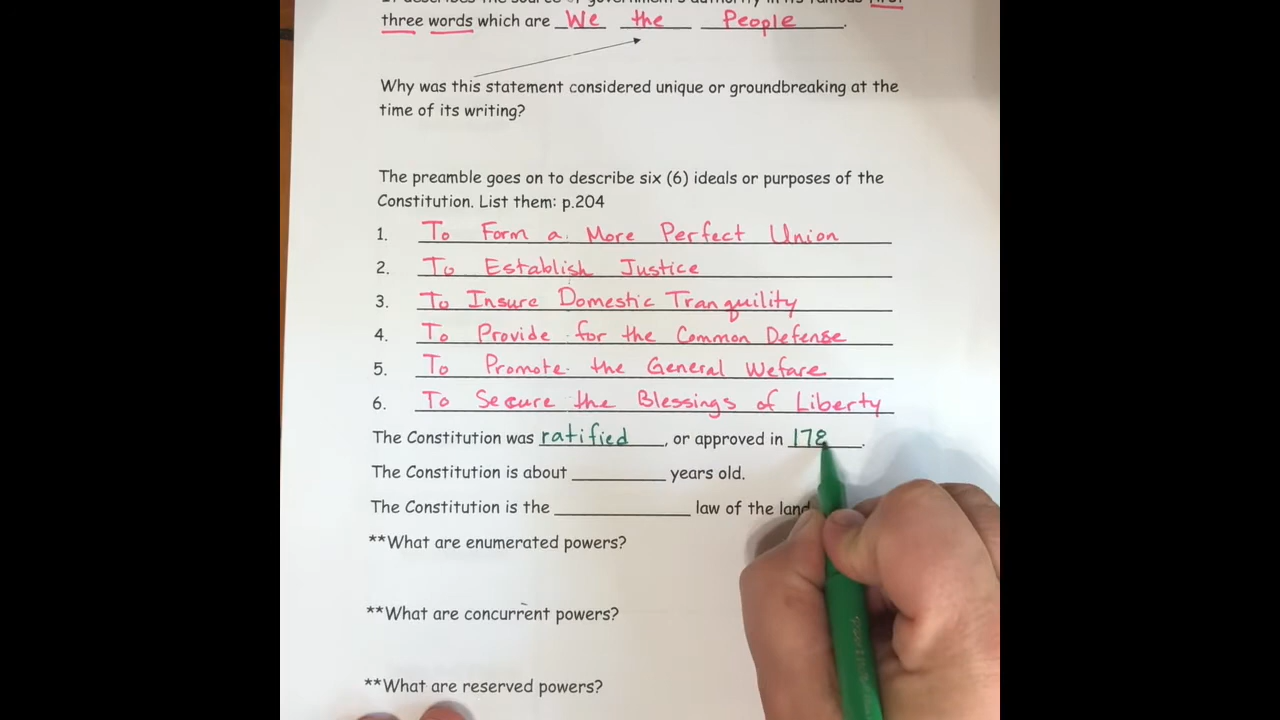 three words which are We the People.
Why was this statement considered unique or groundbreaking at the
time of its writing?
The preamble goes on to describe six (6) ideals or purposes of the
Constitution. List them: p.204
1. To Form a More Perfect Union
2. To Establish Justice
3. To Insure Domestic Tranquility
4. To Provide for the Common Defense
5. To Promote the General Wefare
6. To Secure the Blessings of Liberty
The Constitution was ratified, or approved in 178.
The Constitution is about ________ years old.
The Constitution is the ____________ law of the land
**What are enumerated powers?
**What are concurrent powers?
**What are reserved powers?